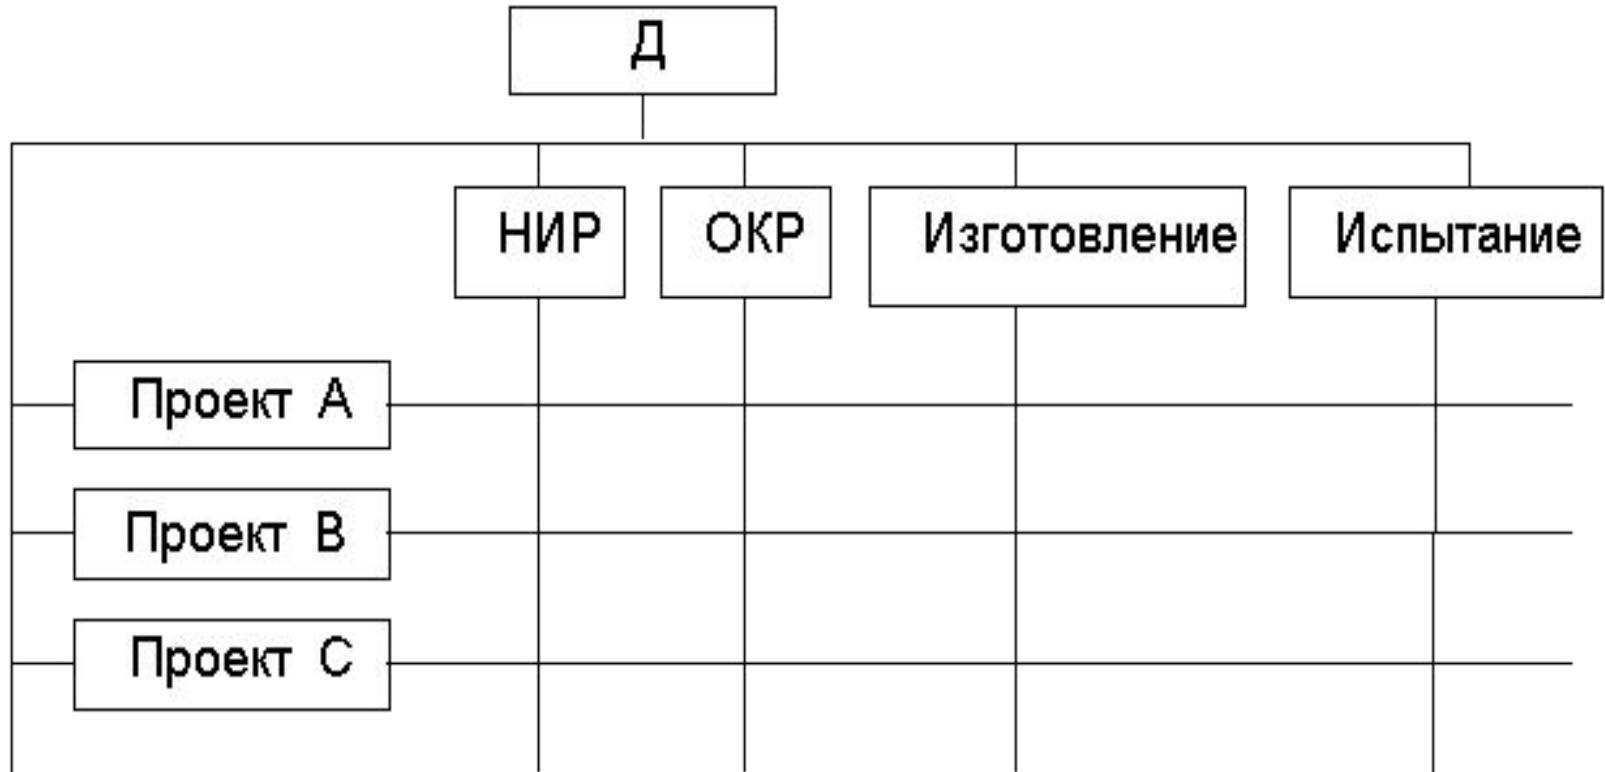 Д
НИР ОКР Изготовление Испытание
Проект А
Проект В
Проект С